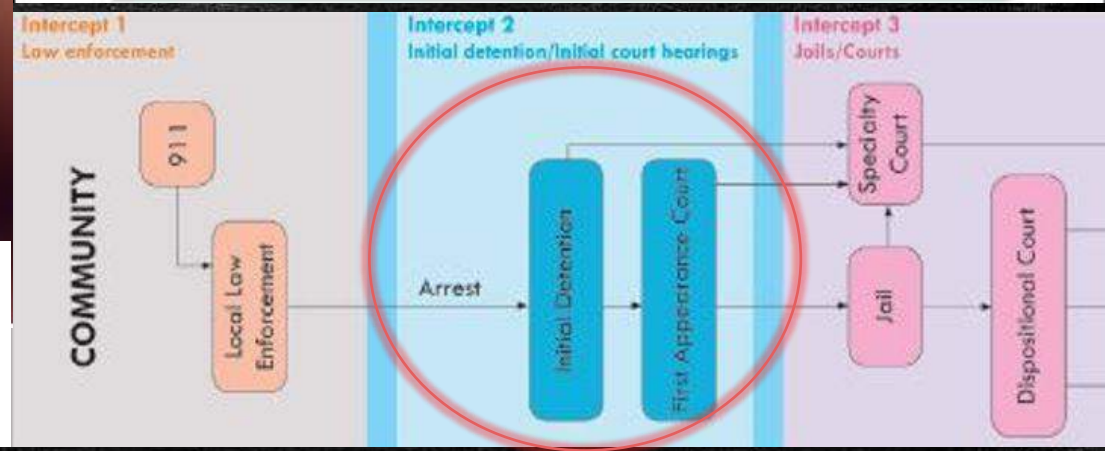 Intercept 1
Law enforcement
Intercept 2
Initial detention/Initial court hearings
Intercept 3
Jails/Courts
COMMUNITY
911
Local Law
Enforcement
Arrest
Initial Detention
First Appearance Court
Specialty
Court
Jail
Dispositional Court